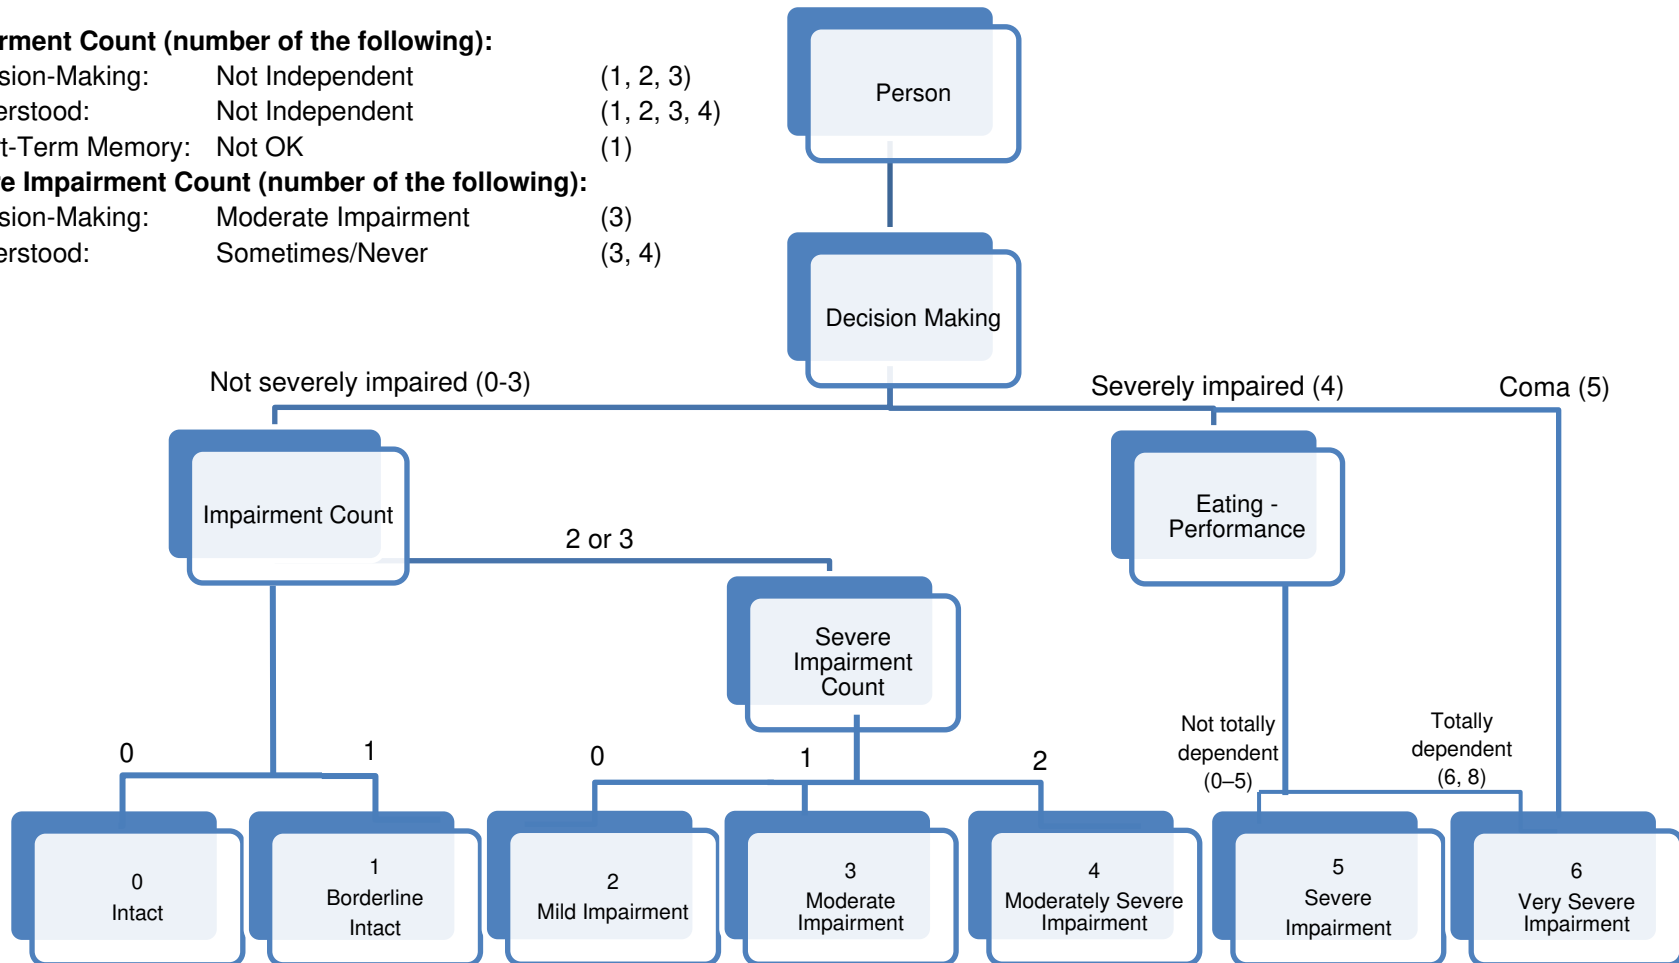 rment Count (number of the following):
sion-Making: Not Independent (1, 2, 3)
erstood: Not Independent (1, 2, 3, 4)
t-Term Memory: Not OK (1)
e Impairment Count (number of the following):
sion-Making: Moderate Impairment (3)
erstood: Sometimes/Never (3, 4)
Person
Decision Making
Not severely impaired (0-3)
Severely impaired (4)
Coma (5)
Impairment Count
Eating -
Performance
2 or 3
Severe
Impairment
Count
Not totally
dependent
(0–5)
Totally
dependent
(6, 8)
0
1
0
1
2
0
Intact
1
Borderline
Intact
2
Mild Impairment
3
Moderate
Impairment
4
Moderately Severe
Impairment
5
Severe
Impairment
6
Very Severe
Impairment